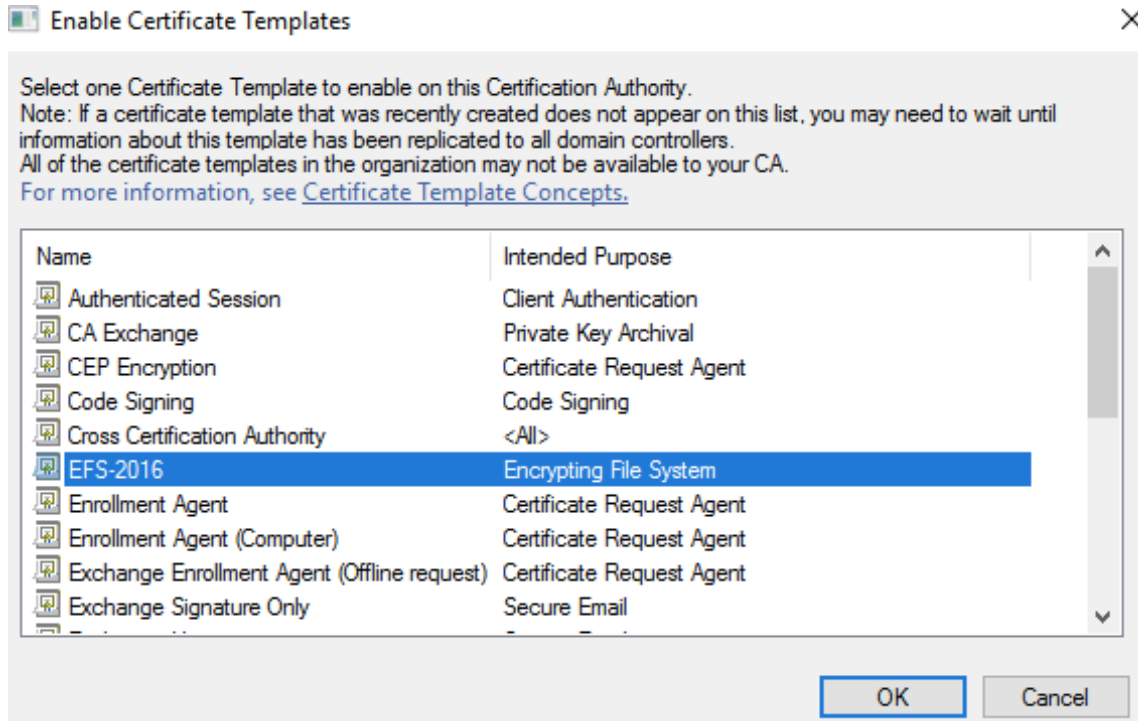 Enable Certificate Templates
Select one Certificate Template to enable on this Certification Authority.
Note: If a certificate template that was recently created does not appear on this list, you may need to wait until
information about this template has been replicated to all domain controllers.
All of the certificate templates in the organization may not be available to your CA.
For more information, see Certificate Template Concepts.
Name Intended Purpose
Authenticated Session Client Authentication
CA Exchange Private Key Archival
CEP Encryption Certificate Request Agent
Code Signing Code Signing
Cross Certification Authority <All>
EFS-2016 Encrypting File System
Enrollment Agent Certificate Request Agent
Enrollment Agent (Computer) Certificate Request Agent
Exchange Enrollment Agent (Offline request) Certificate Request Agent
Exchange Signature Only Secure Email
OK Cancel